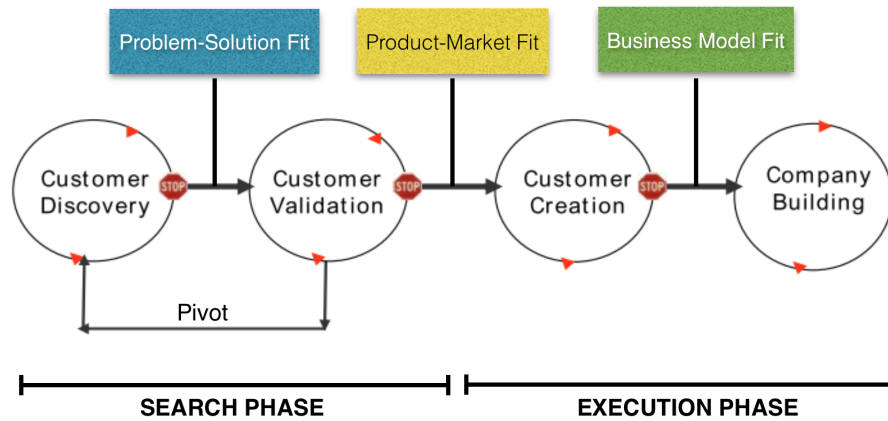 Problem-Solution Fit
Product-Market Fit
Business Model Fit
Customer
Discovery
STOP
Customer
Validation
STOP
Customer
Creation
STOP
Company
Building
Pivot
SEARCH PHASE
EXECUTION PHASE